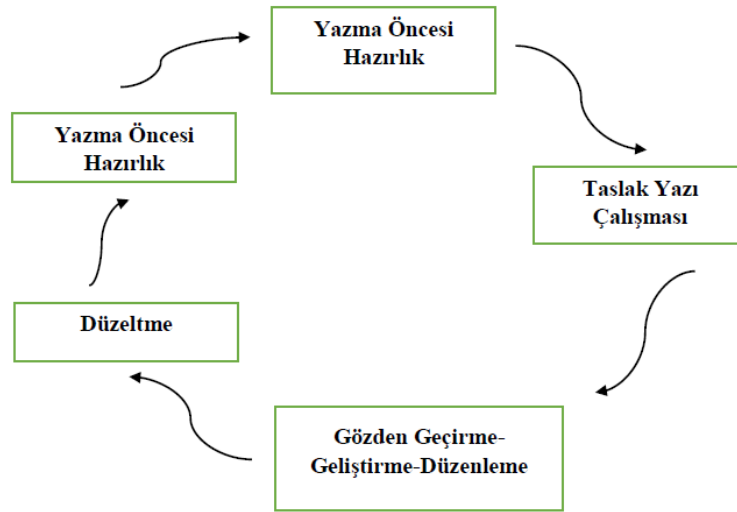 Yazma Öncesi
Hazırlık
Yazma Öncesi
Hazırlık
Taslak Yazı
Çalışması
Düzeltme
Gözden Geçirme-
Geliştirme-Düzenleme